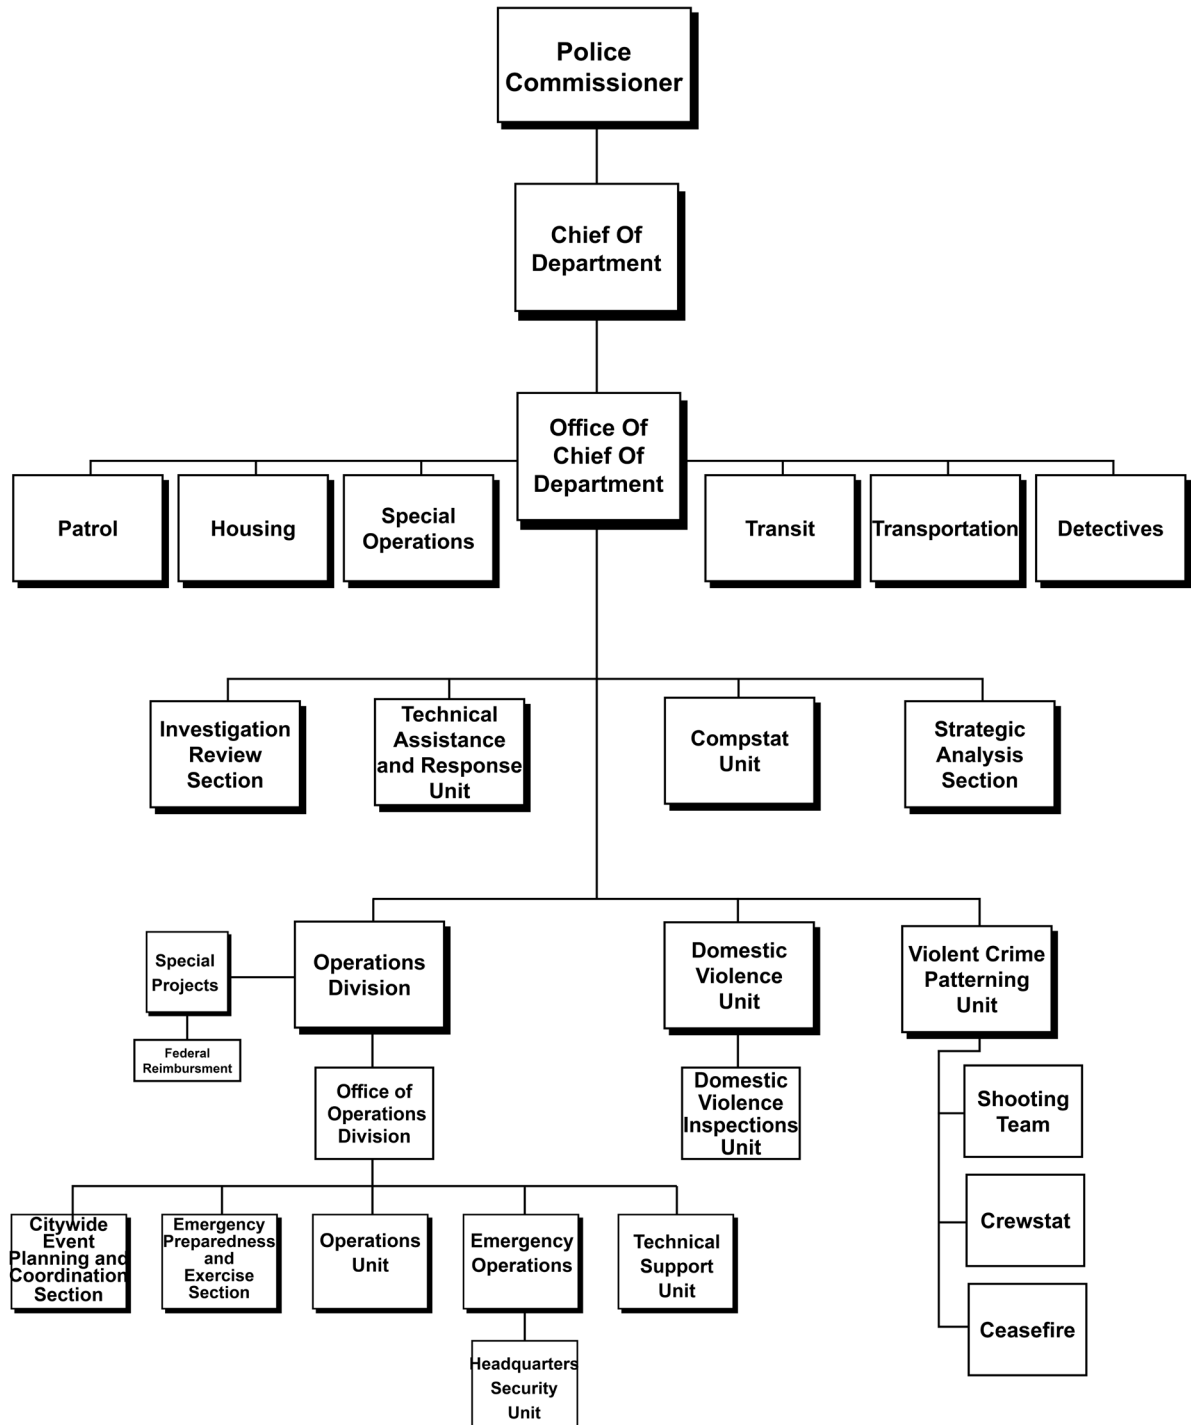 Police
Commissioner
Chief Of
Department
Office Of
Chief Of
Department
Patrol
Housing
Special
Operations
Transit
Transportation
Detectives
Investigation
Review
Section
Technical
Assistance
and Response
Unit
Compstat
Unit
Strategic
Analysis
Section
Special
Projects
Federal
Reimbursment
Operations
Division
Domestic
Violence
Unit
Violent Crime
Patterning
Unit
Office of
Operations
Division
Domestic
Violence
Inspections
Unit
Shooting
Team
Crewstat
Ceasefire
Citywide
Event
Planning and
Coordination
Section
Emergency
Preparedness
and
Exercise
Section
Operations
Unit
Emergency
Operations
Technical
Support
Unit
Headquarters
Security
Unit